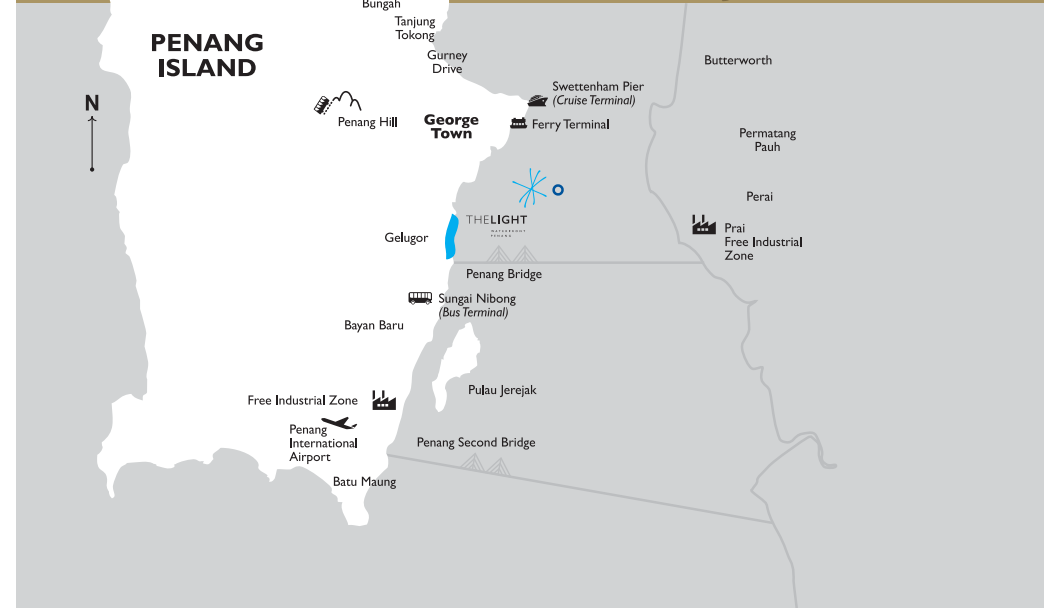 Bungah
Tanjung
Tokong
PENANG
ISLAND
Gurney
Drive
Butterworth
Swettenham Pier
(Cruise Terminal)
N
Penang Hill
George
Town
Ferry Terminal
Permatang
Pauh
Perai
THELIGHT
WATERFRONT
PENANG
Gelugor
Prai
Free Industrial
Zone
Penang Bridge
Sungai Nibong
(Bus Terminal)
Bayan Baru
Pulau Jerejak
Free Industrial Zone
Penang
International
Airport
Penang Second Bridge
Batu Maung